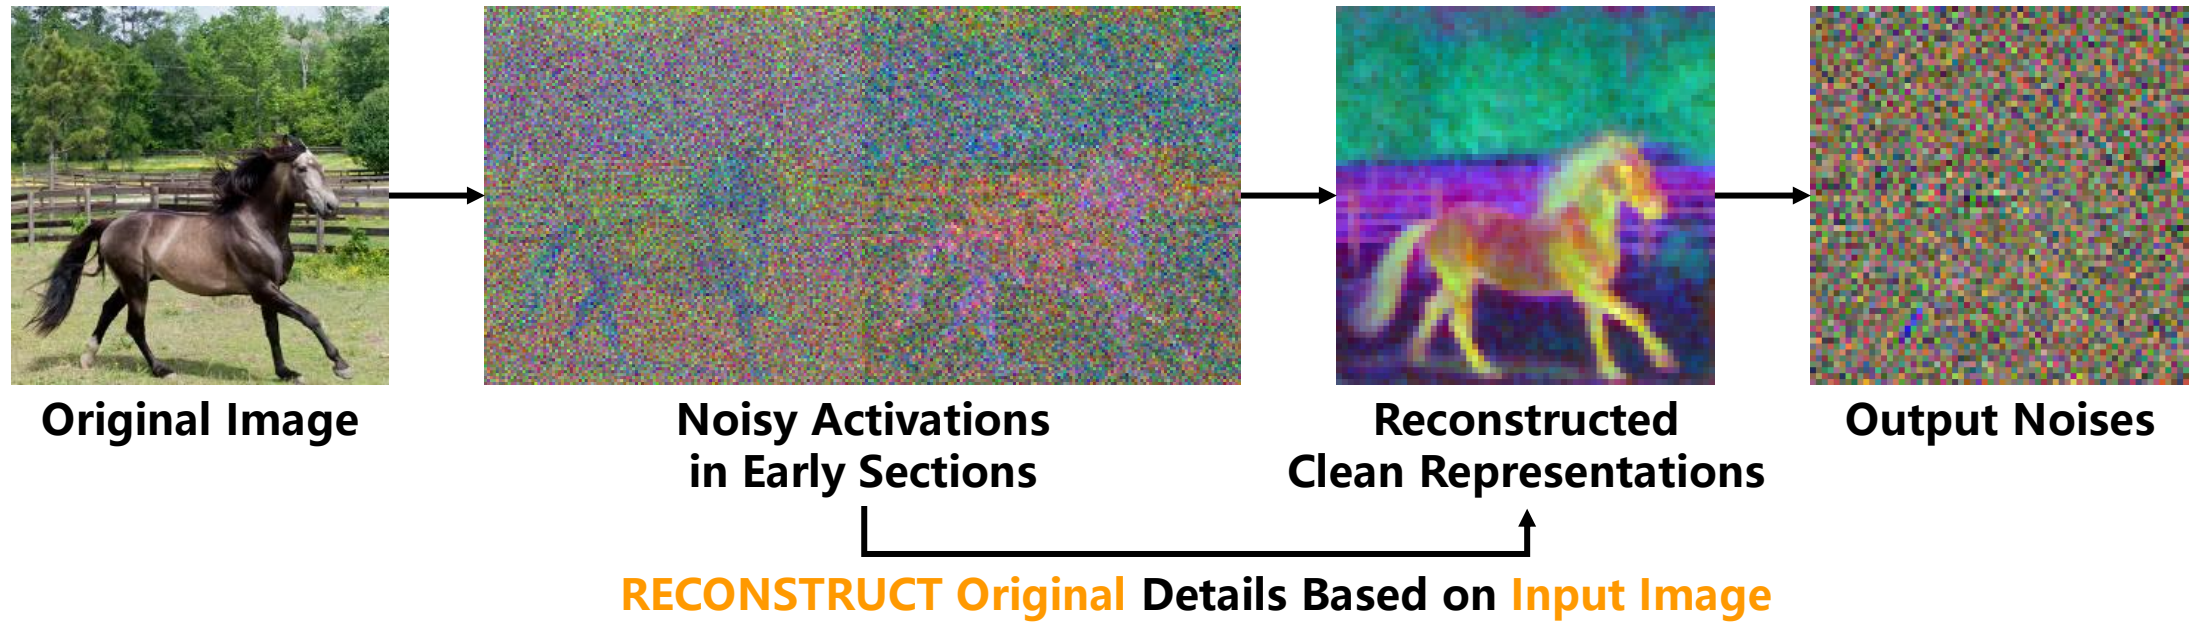 Original Image
Noisy Activations
in Early Sections
Reconstructed
Clean Representations
Output Noises
RECONSTRUCT Original Details Based on Input Image